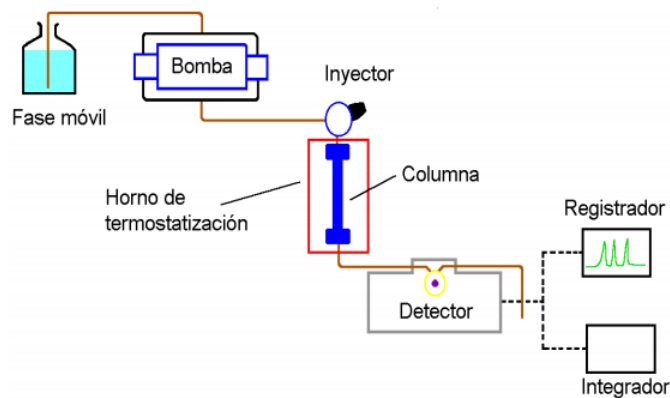 Bomba
Inyector
Fase móvil
Columna
Horno de
termostatización
Registrador
Detector
Integrador